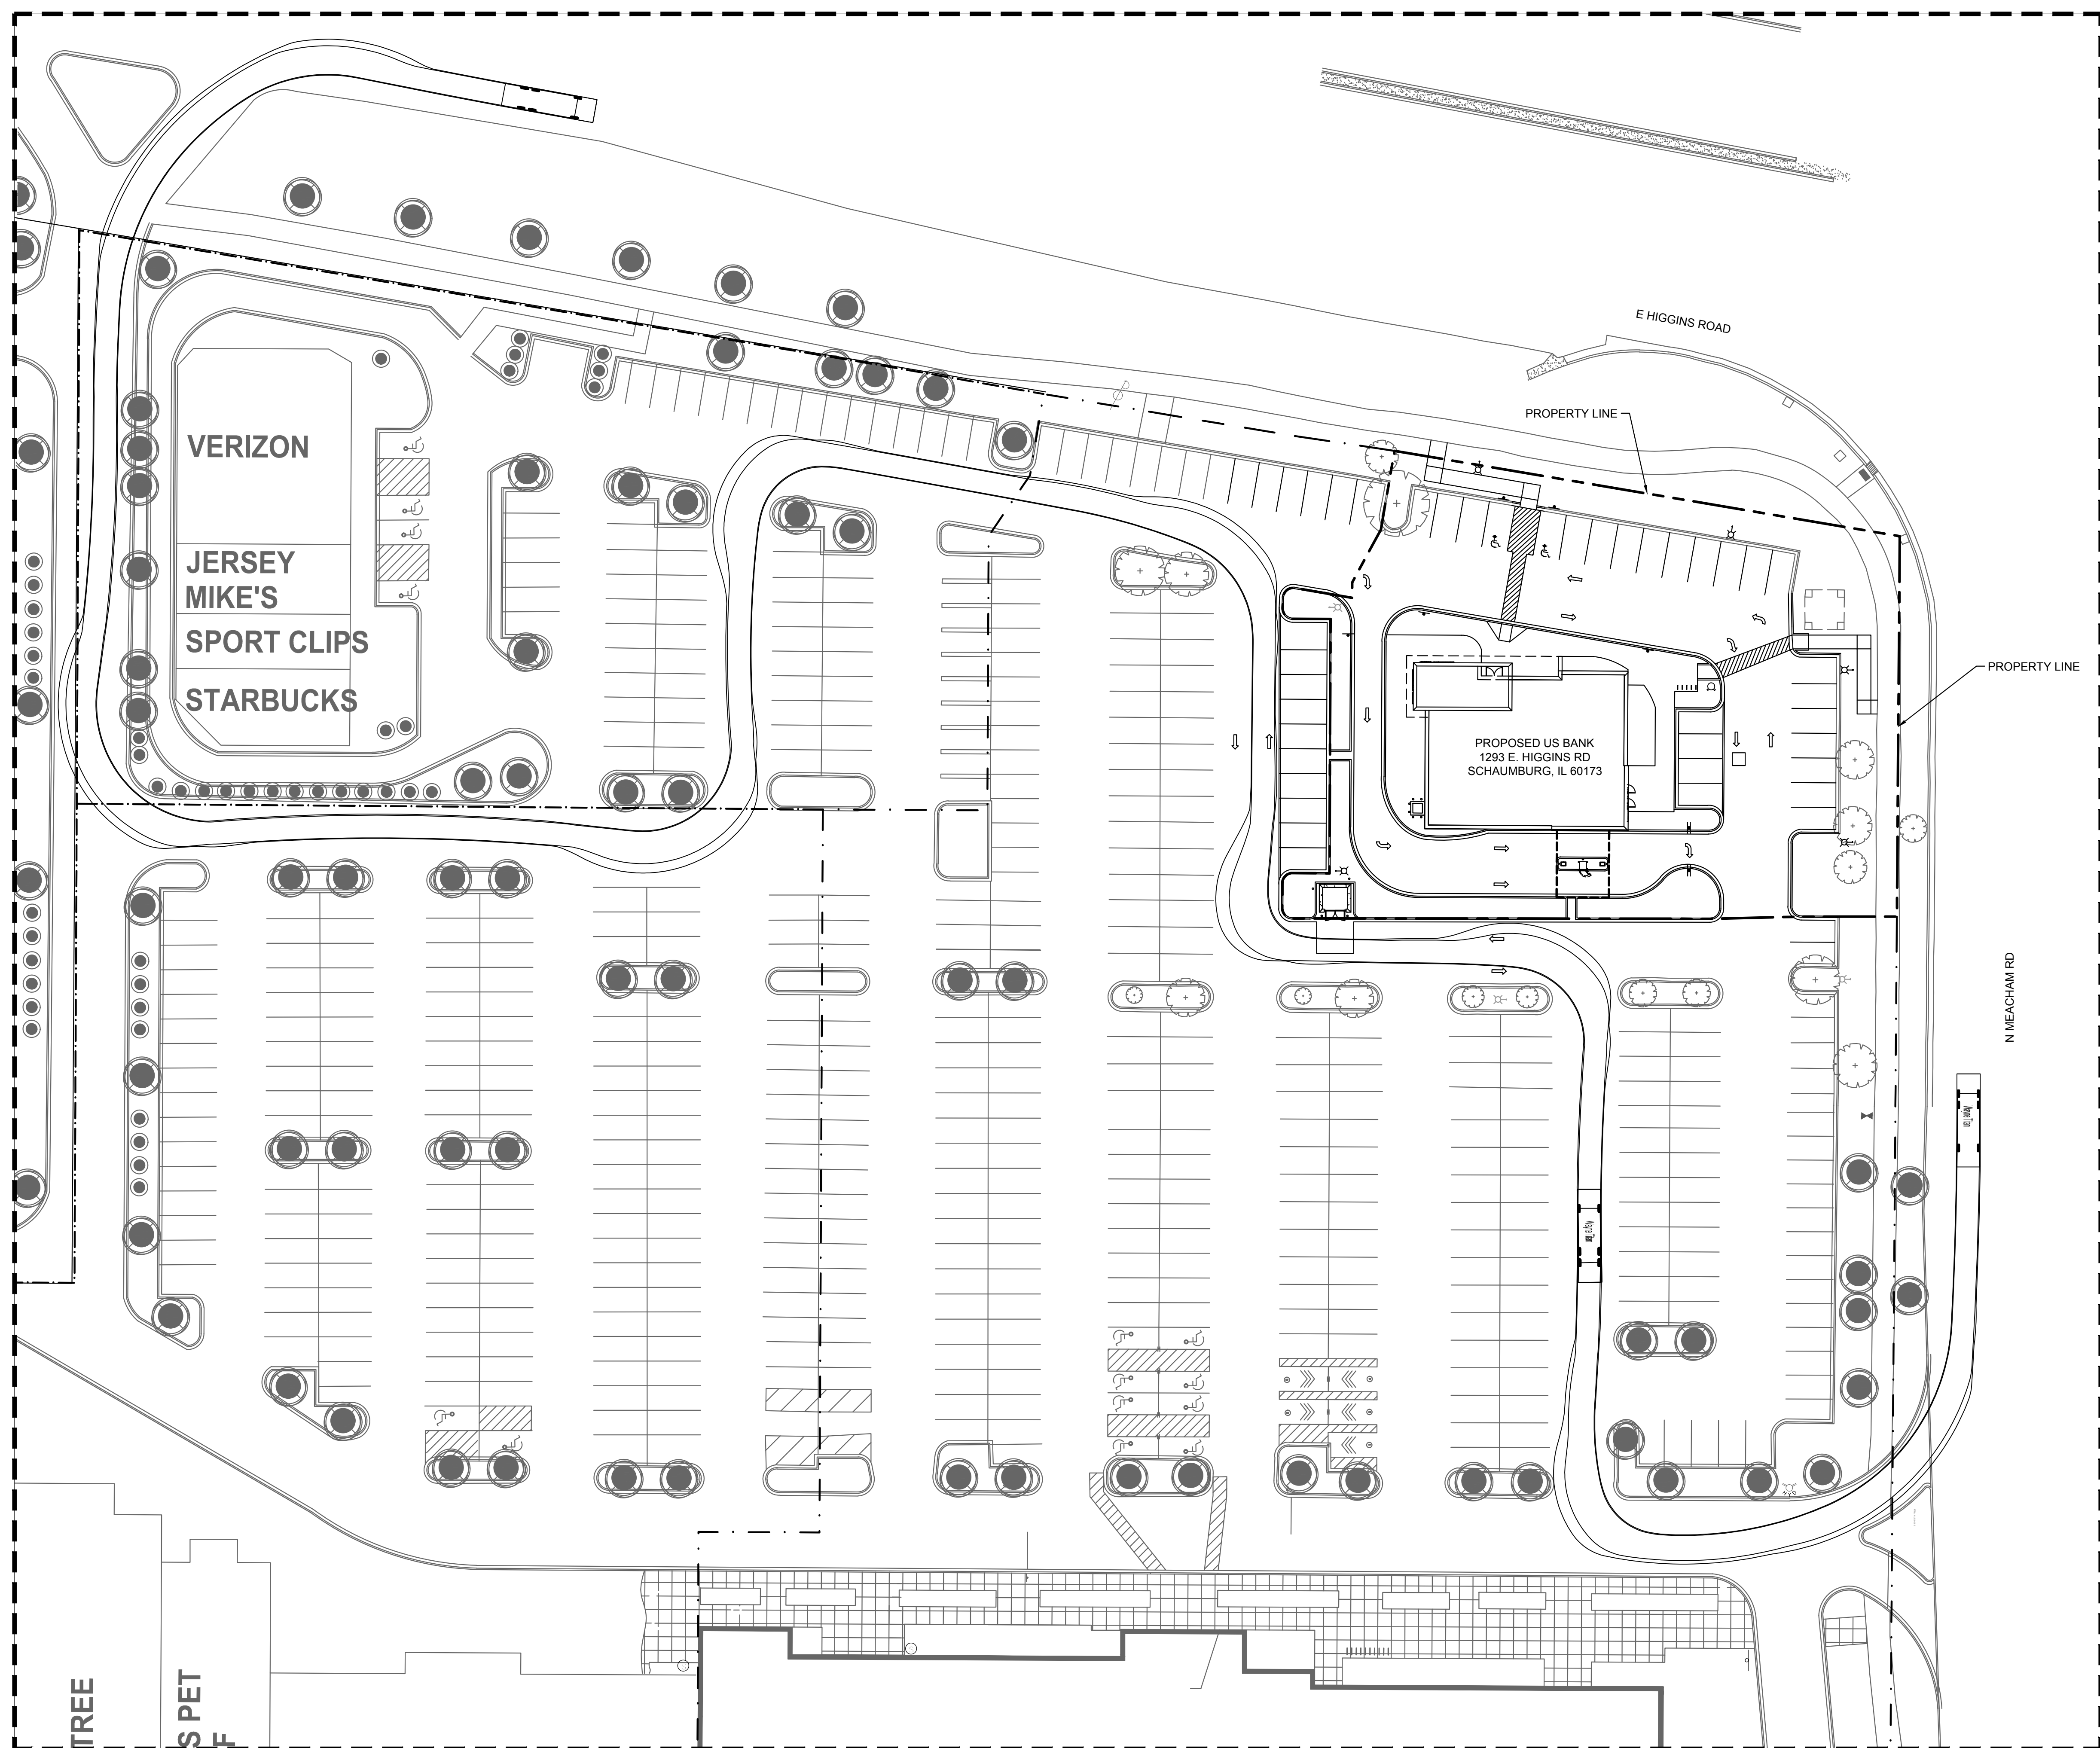 E HIGGINS ROAD
PROPERTY LINE
VERIZON
JERSEY
MIKE'S
SPORT CLIPS
STARBUCKS
PROPERTY LINE
PROPOSED US BANK
1293 E. HIGGINS RD
SCHAUMBURG, IL 60173
N MEACHAM RD
TREE
S PET
F